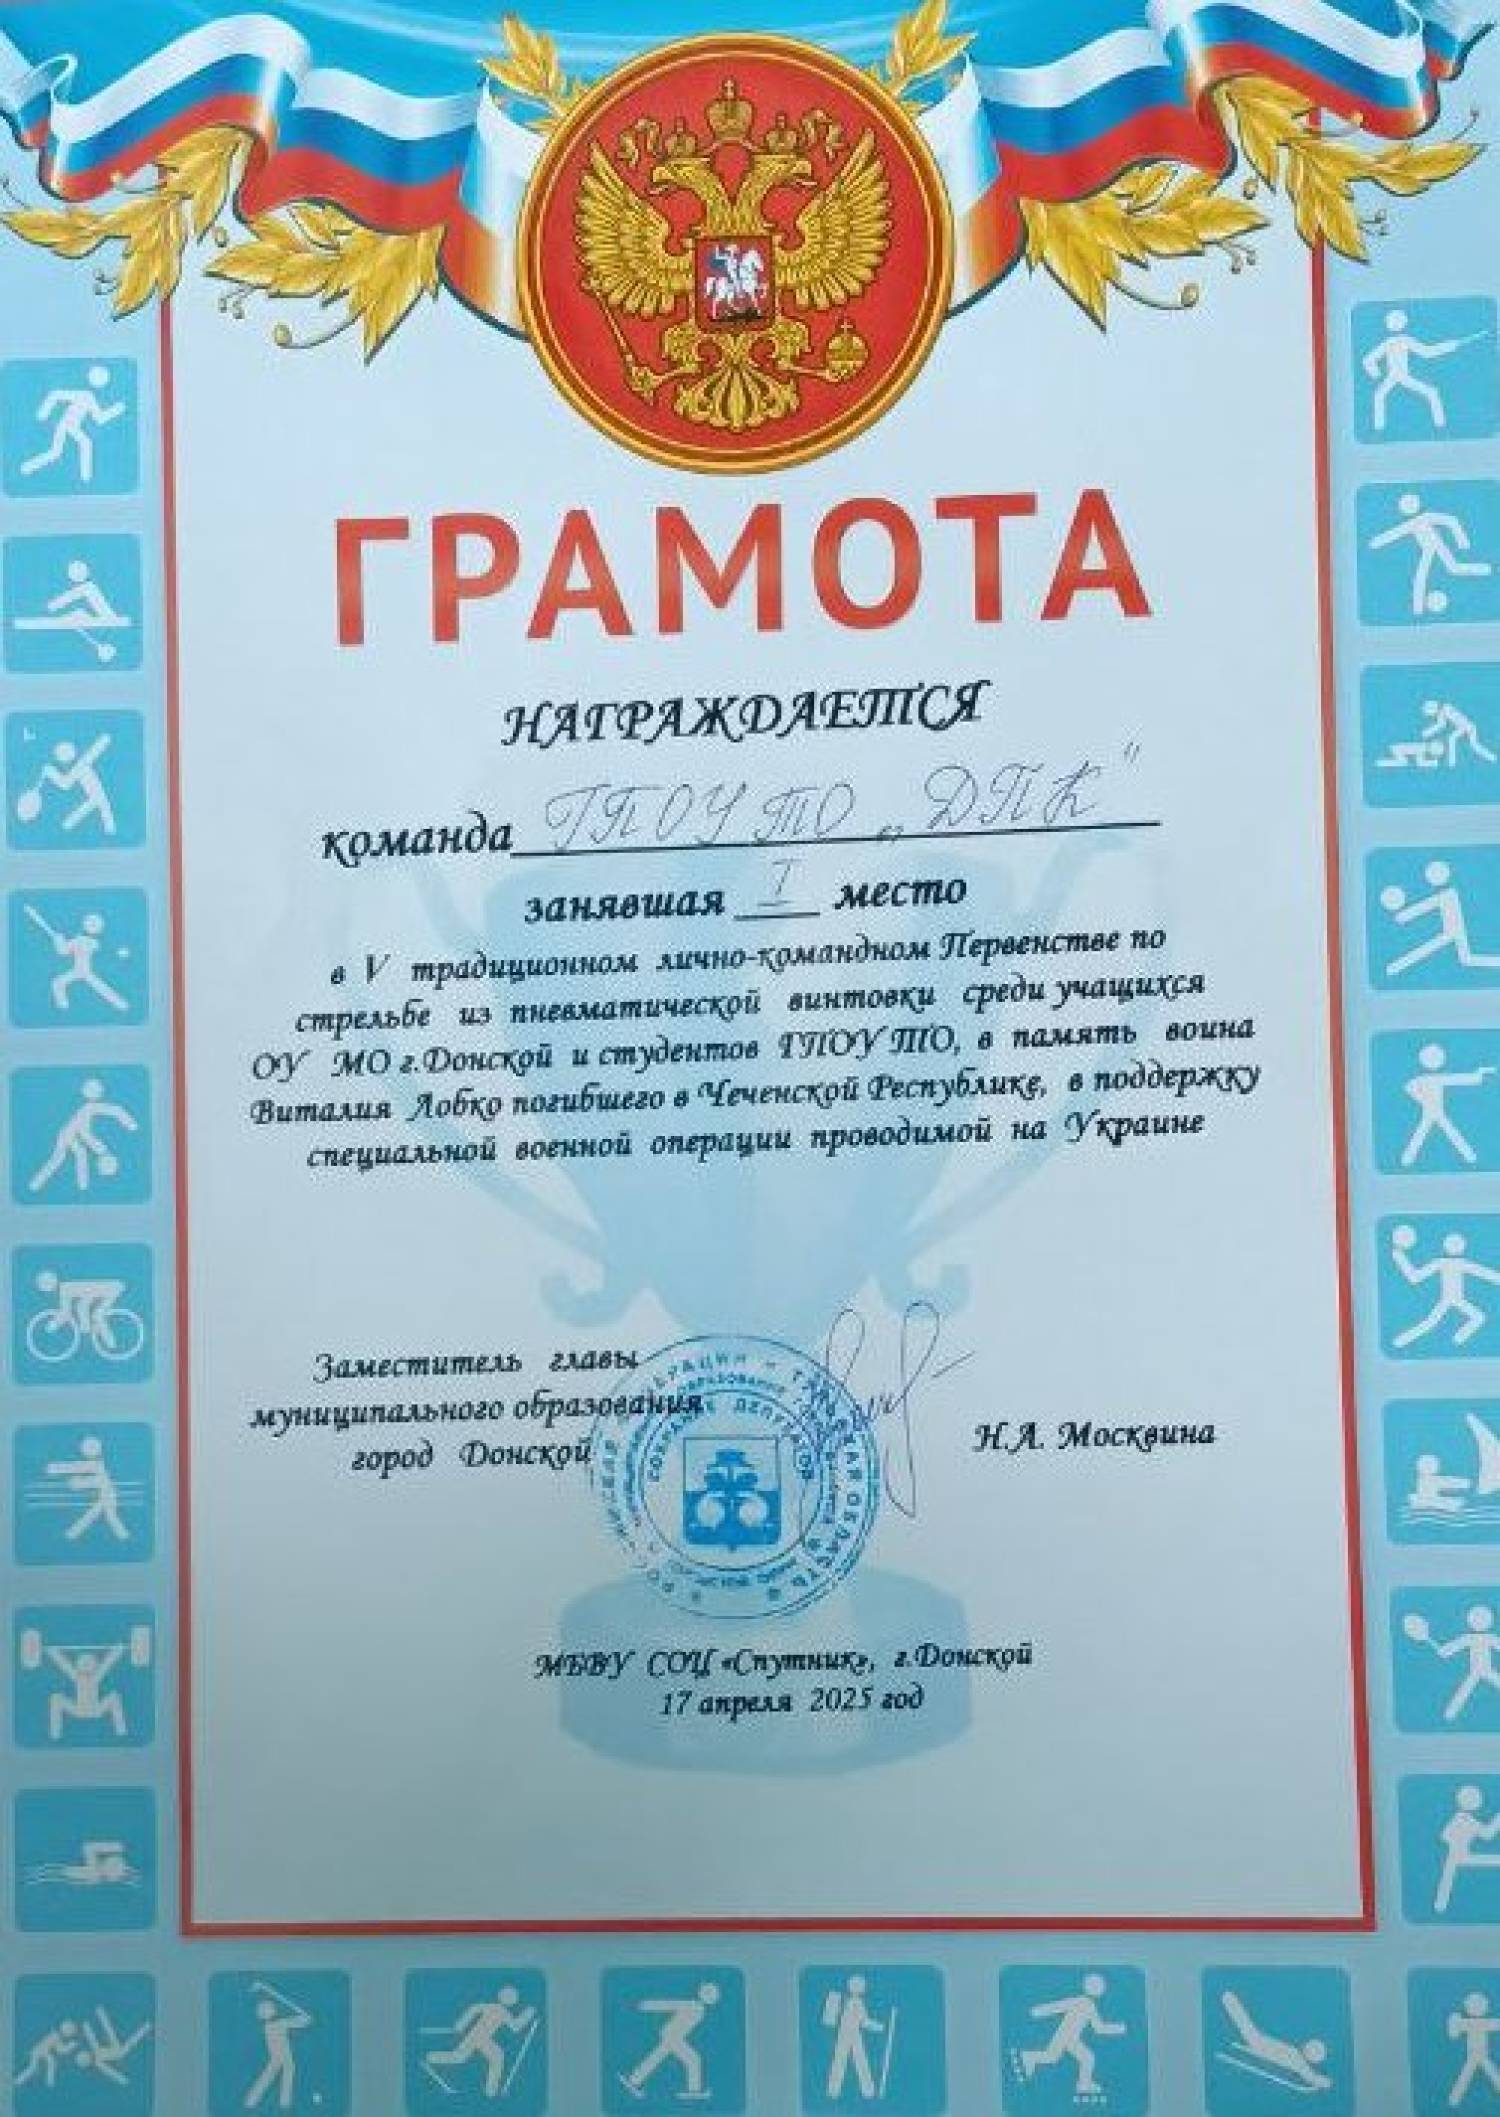 ГРАМОТА
НАГРАЖДАЕТСЯ
команда ГПОУ ТО „ДПК"
занявшая I место
в V традиционном лично-командном Первенстве по
стрельбе из пневматической винтовки среди учащихся
ОУ МО г.Донской и студентов ГПОУ ТО, в память воина
Виталия Лобко погибшего в Чеченской Республике, в поддержку
специальной военной операции проводимой на Украине
Заместитель главы
муниципального образования
город Донской
Н.А. Москвина
СОБРАНИЕ ДЕПУТАТОВ
МБВУ СОЦ «Спутник», г.Донской
17 апреля 2025 год